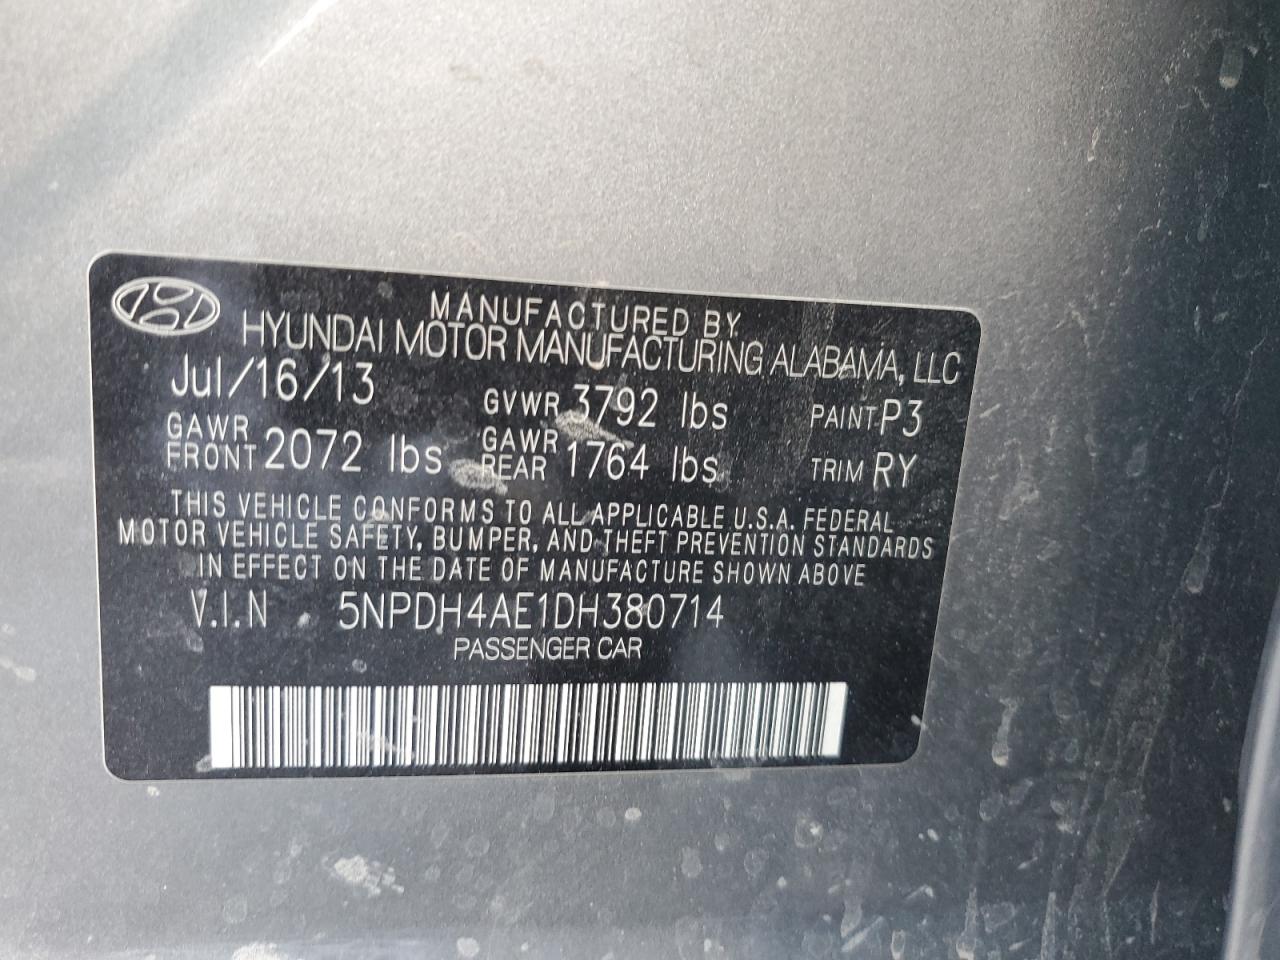 MANUFACTURED BY
HYUNDAI MOTOR MANUFACTURING ALABAMA, LLC
Jul/16/13 GVWR 3792 lbs PAINT P3
GAWR FRONT 2072 lbs GAWR REAR 1764 lbs TRIM RY
THIS VEHICLE CONFORMS TO ALL APPLICABLE U.S.A. FEDERAL
MOTOR VEHICLE SAFETY, BUMPER, AND THEFT PREVENTION STANDARDS
IN EFFECT ON THE DATE OF MANUFACTURE SHOWN ABOVE
V.I.N 5NPDH4AE1DH380714
PASSENGER CAR